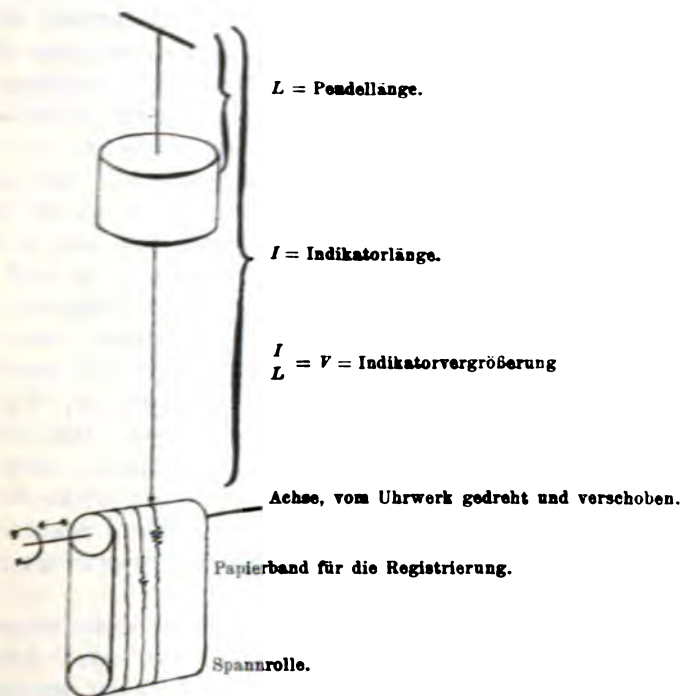 L = Pendellänge.
I = Indikatorlänge.
I
L = V = Indikatorvergrößerung
Achse, vom Uhrwerk gedreht und verschoben.
Papierband für die Registrierung.
Spannrolle.